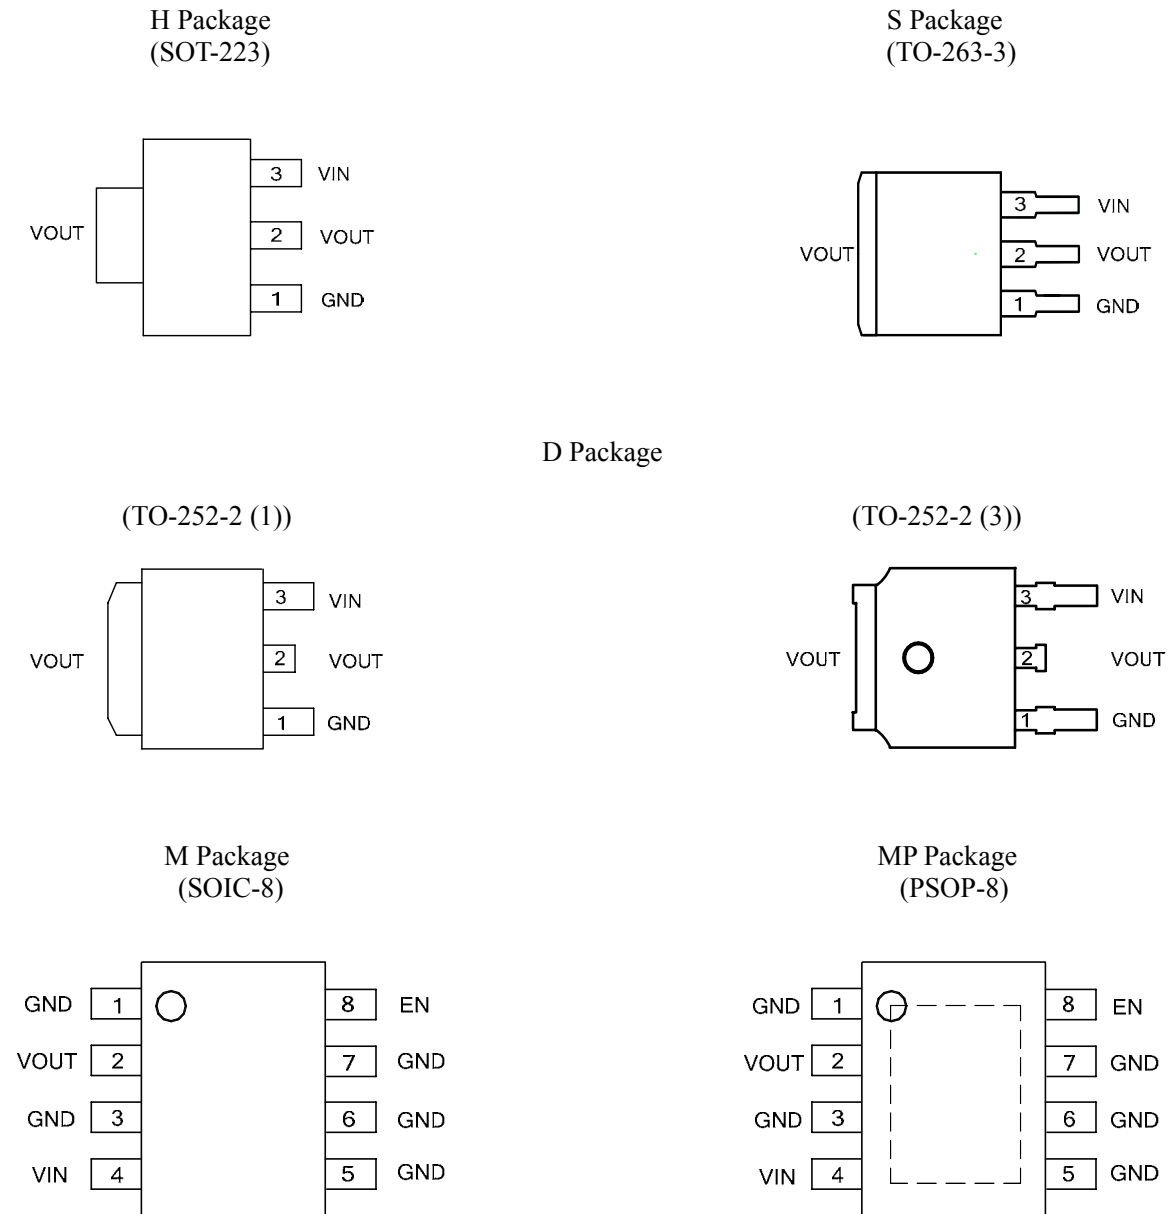 H Package
(SOT-223)
S Package
(TO-263-3)
3 VIN
VOUT
2 VOUT
1 GND
3 VIN
VOUT
2 VOUT
1 GND
D Package
(TO-252-2 (1))
(TO-252-2 (3))
3 VIN
VOUT 2 VOUT
1 GND
3 VIN
VOUT 2 VOUT
1 GND
M Package
(SOIC-8)
MP Package
(PSOP-8)
GND 1 8 EN
VOUT 2 7 GND
GND 3 6 GND
VIN 4 5 GND
GND 1 8 EN
VOUT 2 7 GND
GND 3 6 GND
VIN 4 5 GND